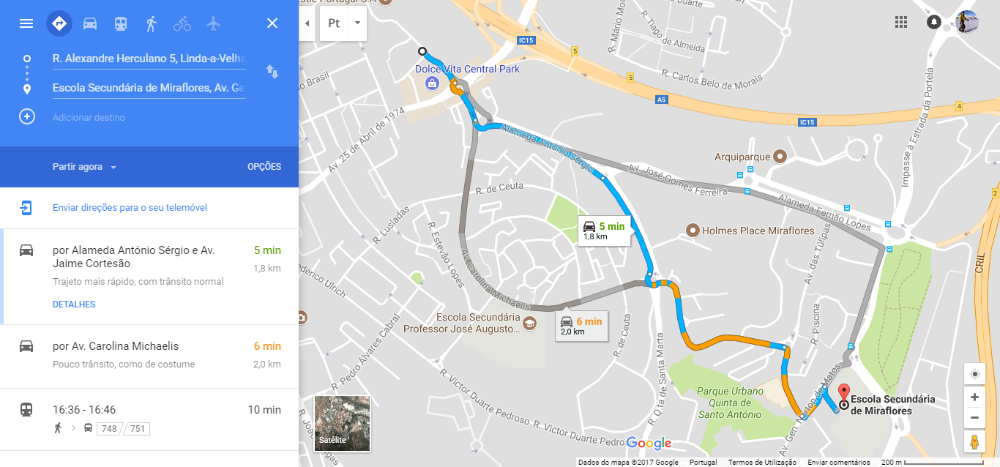 R. Alexandre Herculano 5, Linda-a-Velha
Escola Secundária de Miraflores, Av. Ge
Adicionar destino
Partir agora
OPÇÕES
Enviar direções para o seu telemóvel
por Alameda António Sérgio e Av.
Jaime Cortesão
5 min
1,8 km
Trajeto mais rápido, com trânsito normal
DETALHES
por Av. Carolina Michaelis
6 min
Pouco trânsito, como de costume
2,0 km
16:36 - 16:46
10 min
748
751
Pt
IC15
5
R. Mário Mora
R. Tiago de Almeida
Dolce Vita Central Park
5
R. Carlos Belo de Morais
A5
IC15
4
Impasse à Estrada da Portela
Brasil
Av. 25 de Abril de 1974
Alameda António Sérgio
Arquiparque
Av. José Gomes Ferreira
R. de Ceuta
Alameda Fernão Lopes
2
R. Lusíadas
R. Estevão Lopes
5 min
1,8 km
Holmes Place Miraflores
Av. das Túlipas
CRIL
Av. Carolina Michaelis
Escola Secundária
Professor José Augusto...
6 min
2,0 km
R. Pedro Álvares Cabral
R. de Ceuta
R. Piscina
R. Q.ta de Santa Marta
R. Victor Duarte Pedroso
R. Victor Duarte Pedro
Parque Urbano
Quinta de
Santo António
Av. Gen. Norton de Matos
Escola Secundária
de Miraflores
Satélite
Google
Dados do mapa ©2017 Google
Portugal
Termos de Utilização
Enviar comentários
200 m